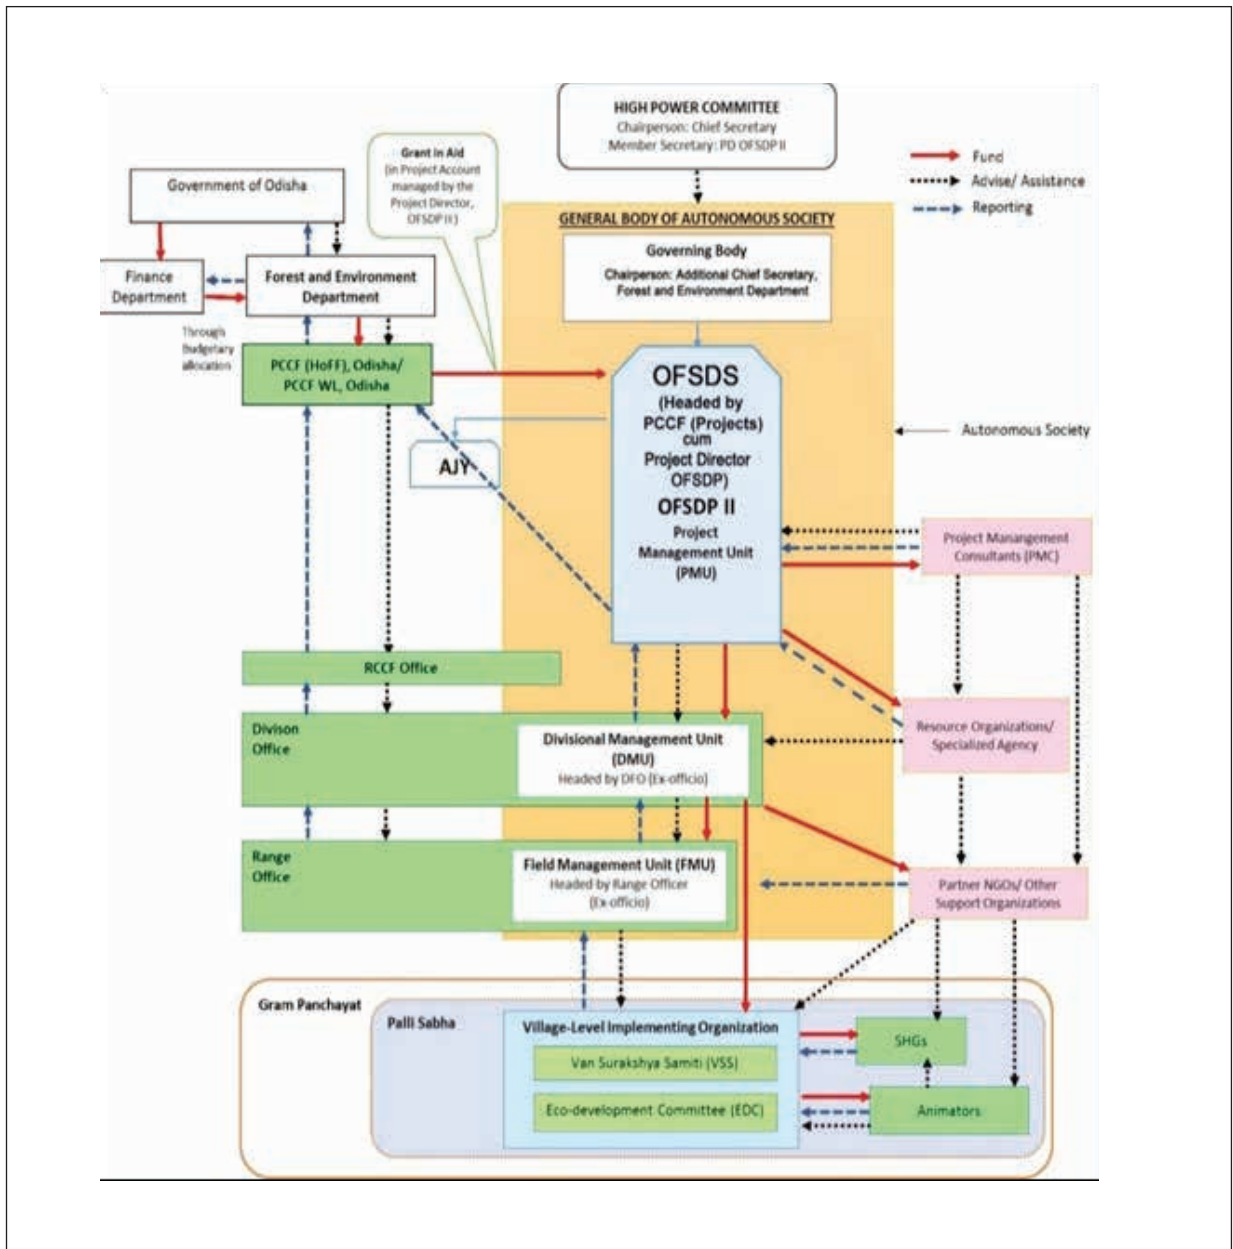 HIGH POWER COMMITTEE
Chairperson: Chief Secretary
Member Secretary: PD OFSDP II
Grant In Aid
(in Project Account
managed by the
Project Director,
OFSDP II)
Fund
Advise/ Assistance
Reporting
Government of Odisha
GENERAL BODY OF AUTONOMOUS SOCIETY
Governing Body
Chairperson: Additional Chief Secretary,
Forest and Environment Department
Finance
Department
Forest and Environment
Department
Through
Budgetary
allocation
PCCF (HoFF), Odisha/
PCCF WL, Odisha
OFSDS
(Headed by
PCCF (Projects)
cum
Project Director
OFSDP)
OFSDP II
Project
Management Unit
(PMU)
AJY
Autonomous Society
Project Manangement
Consultants (PMC)
RCCF Office
Divison
Office
Divisional Management Unit
(DMU)
Headed by DFO (Ex-officio)
Resource Organizations/
Specialized Agency
Range
Office
Field Management Unit (FMU)
Headed by Range Officer
(Ex-officio)
Partner NGOs/ Other
Support Organizations
Gram Panchayat
Palli Sabha
Village-Level Implementing Organization
Van Surakshya Samiti (VSS)
Eco-development Committee (EDC)
SHGs
Animators